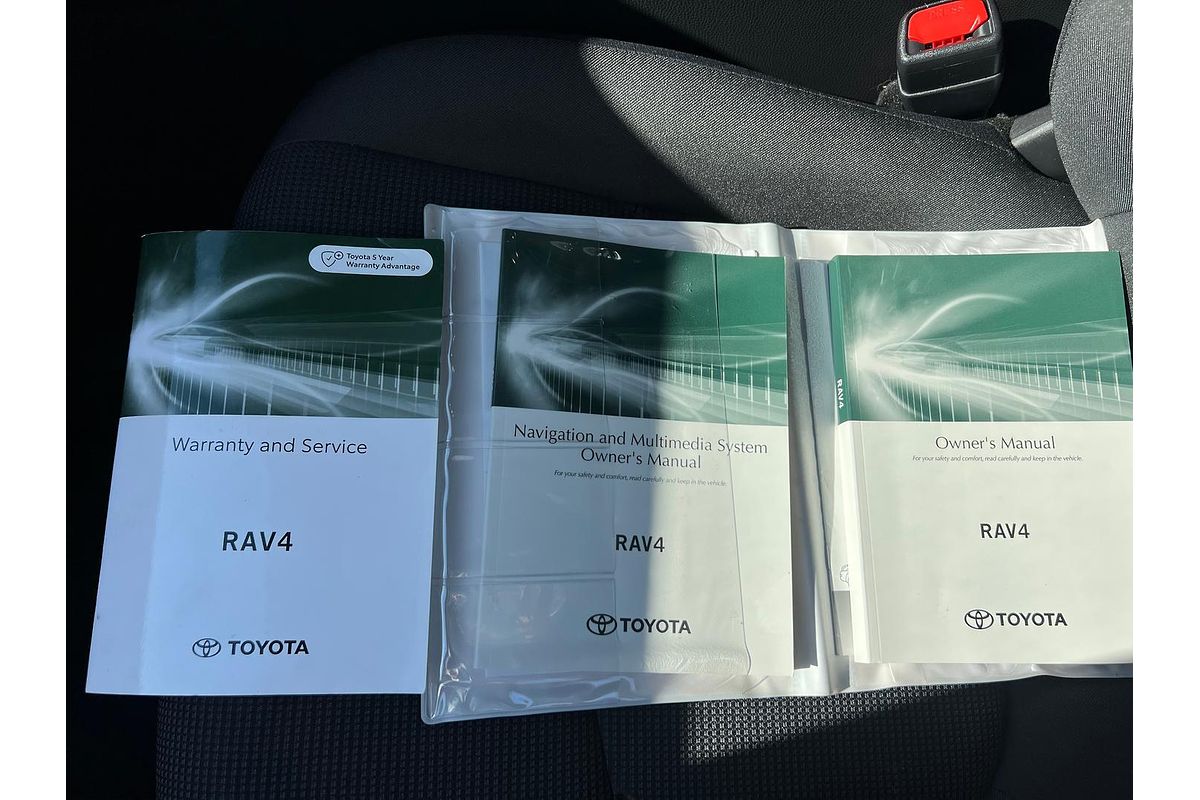 Toyota 5 Year
Warranty Advantage
Warranty and Service
RAV4
TOYOTA
Navigation and Multimedia System
Owner's Manual
For your safety and comfort, read carefully and keep in the vehicle.
RAV4
TOYOTA
RAV4
Owner's Manual
For your safety and comfort, read carefully and keep in the vehicle.
RAV4
TOYOTA
PRESS